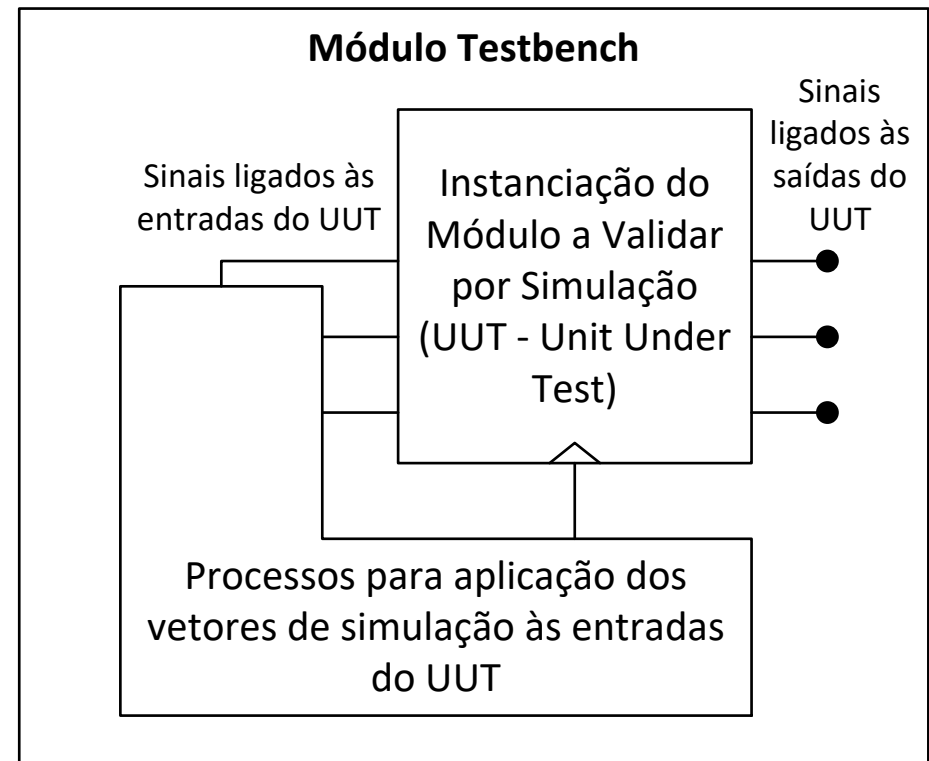 Módulo Testbench
Sinais
ligados às
saídas do
UUT
Sinais ligados às
entradas do UUT
Instanciação do
Módulo a Validar
por Simulação
(UUT - Unit Under
Test)
Processos para aplicação dos
vetores de simulação às entradas
do UUT